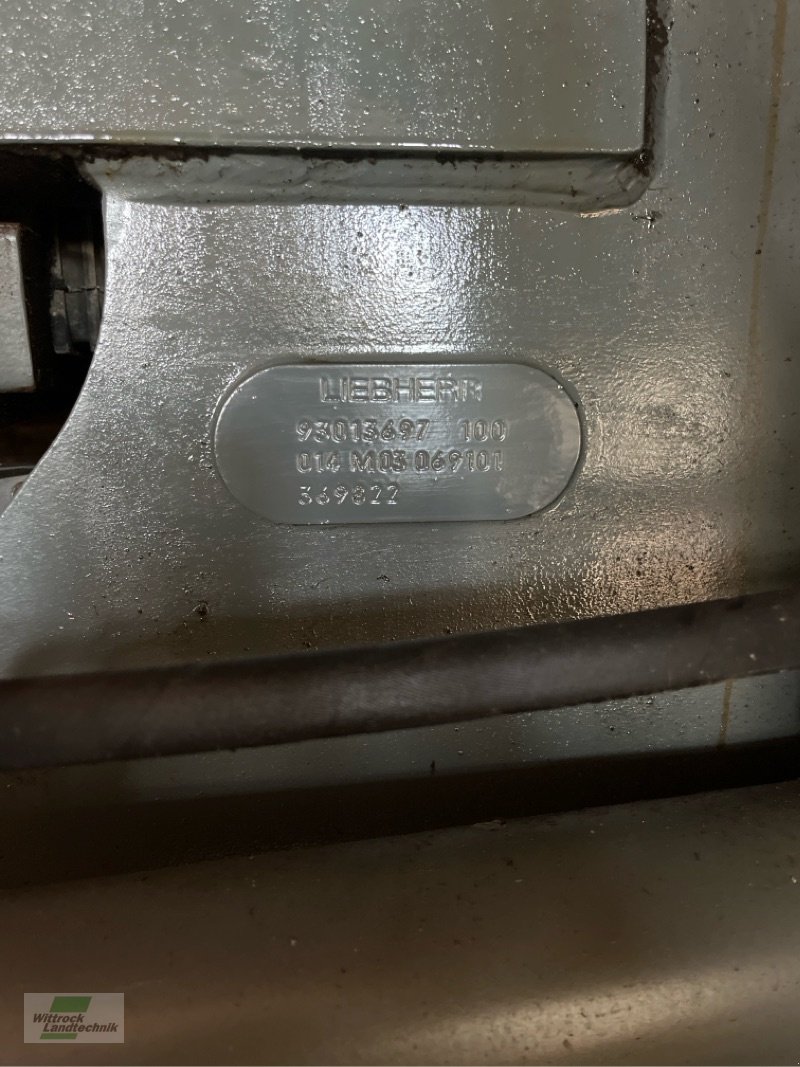 LIEBHERR
93013697 100
014 M03 069101
369822
Wittrock
Landtechnik